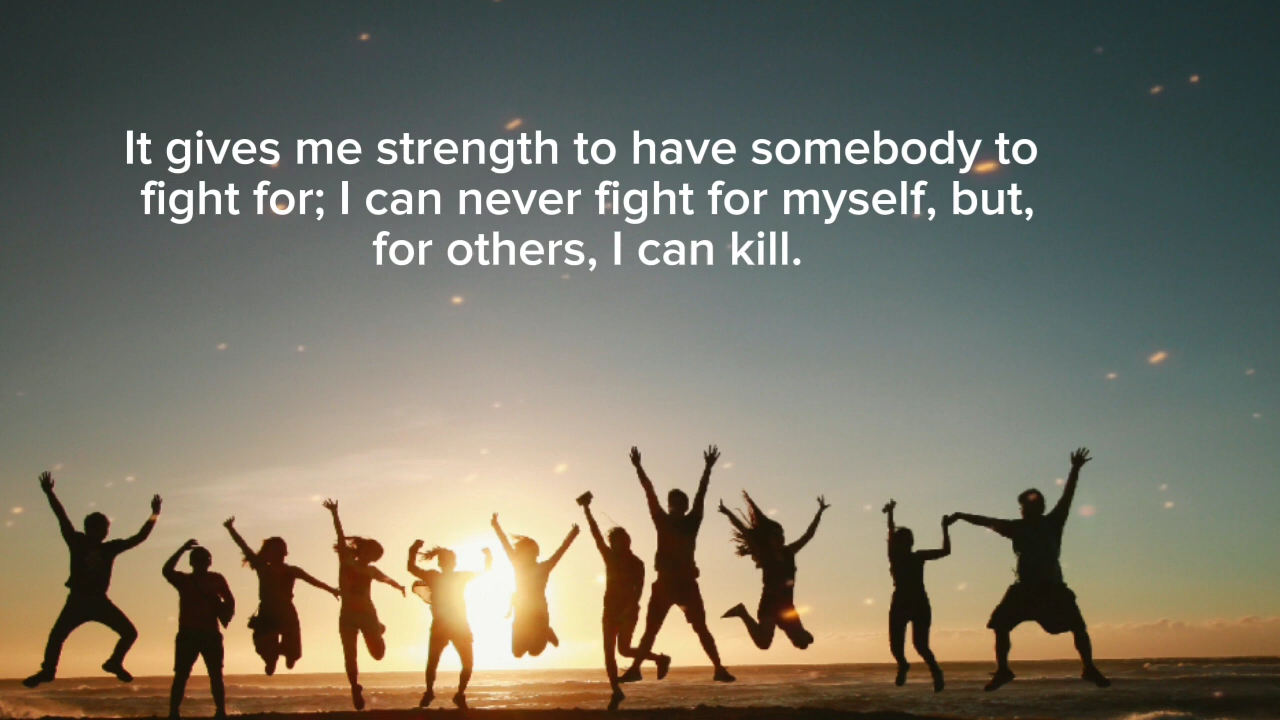 It gives me strength to have somebody to
fight for; I can never fight for myself, but,
for others, I can kill.